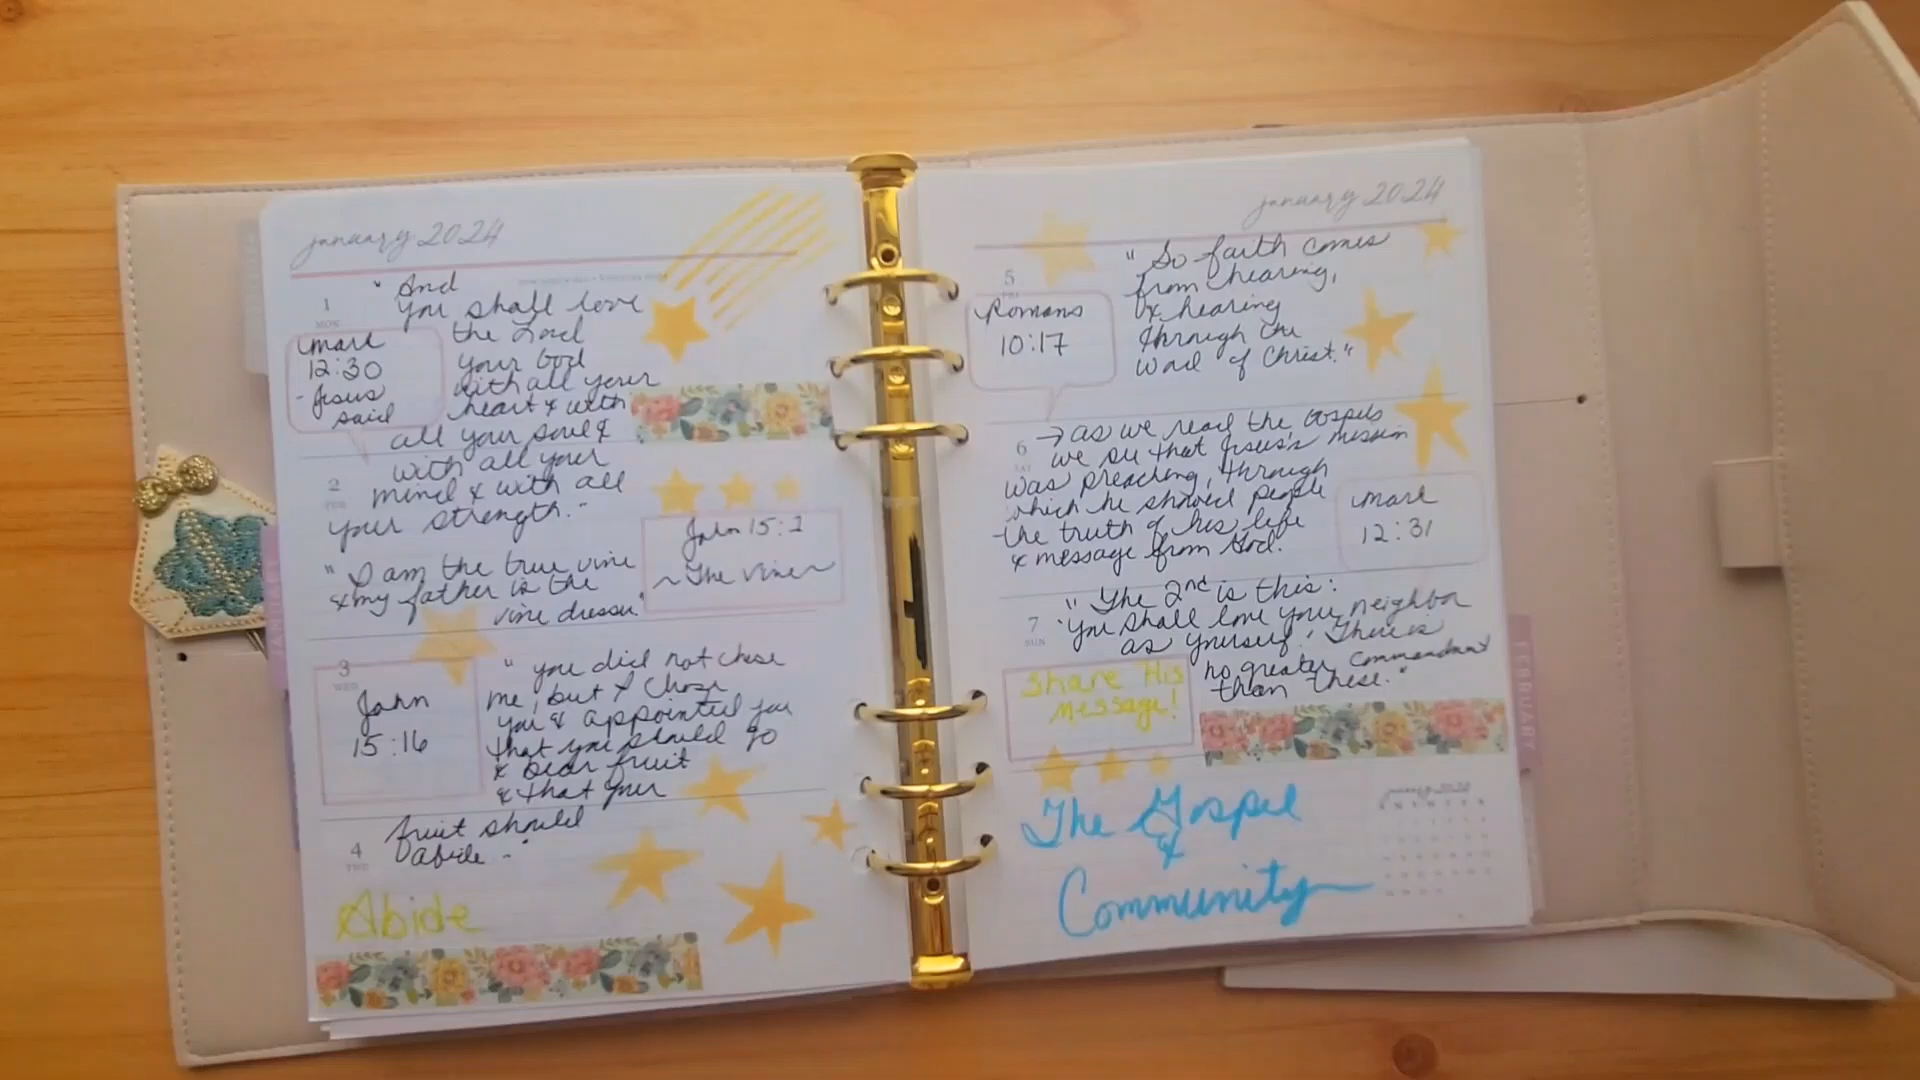 january 2024
1
MON
"And
you shall love
the Lord
your God
with all your
heart & with
all your soul &
with all your
mind & with all
your strength."
Mark
12:30
- Jesus
said
2
TUE
John 15:1
~The Vine~
"I am the true vine
& my father is the
vine dresser."
3
WED
John
15:16
"you did not chose
me, but I chose
you & appointed you
that you should go
& bear fruit
& that your
fruit should
abide -"
4
THU
Abide
january 2024
5
Romans
10:17
"So faith comes
from hearing,
& hearing
through the
word of Christ."
6
SAT
→ as we read the Gospels
we see that Jesus's mission
was preaching, through
which he showed people
the truth of his life
& message from God.
Mark
12:31
7
SUN
"The 2nd is this:
'You shall love your neighbor
as yourself.' There is
no greater commandment
than these."
Share His
Message!
The Gospel
&
Community
FEBRUARY